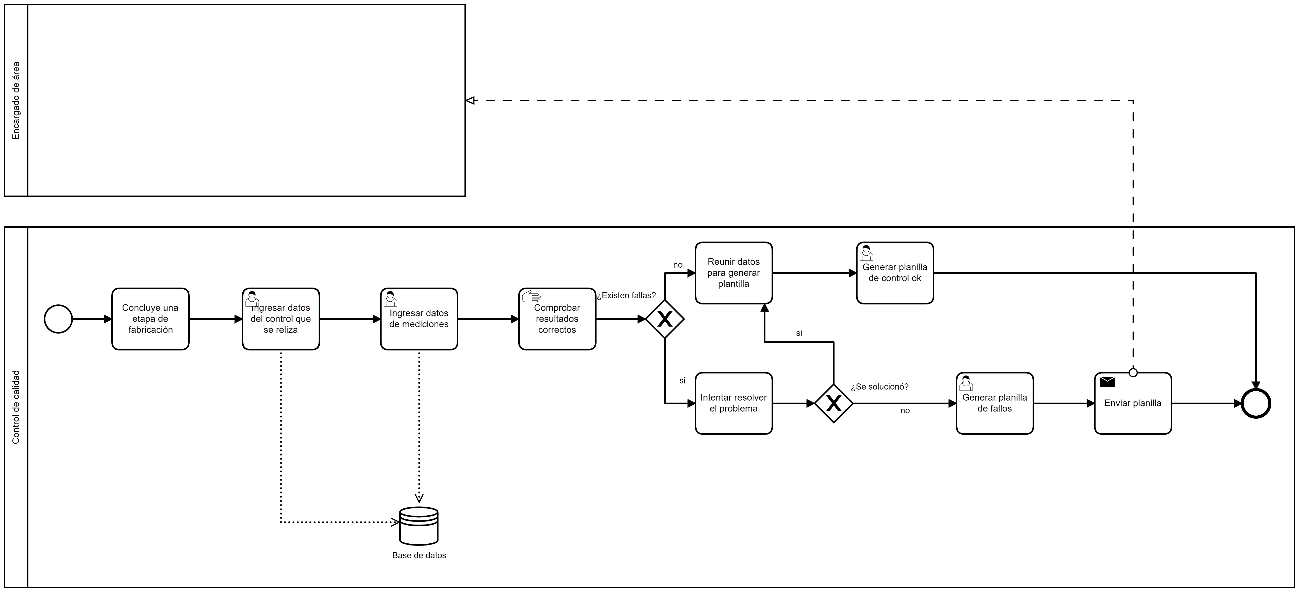 Encargado de área
Control de calidad
Concluye una
etapa de
fabricación
Ingresar datos
del control que
se reliza
Ingresar datos
de mediciones
Comprobar
resultados
correctos
¿Existen fallas?
no
si
Reunir datos
para generar
plantilla
Generar planilla
de control ok
Intentar resolver
el problema
si
¿Se solucionó?
no
Generar planilla
de fallos
Enviar planilla
Base de datos